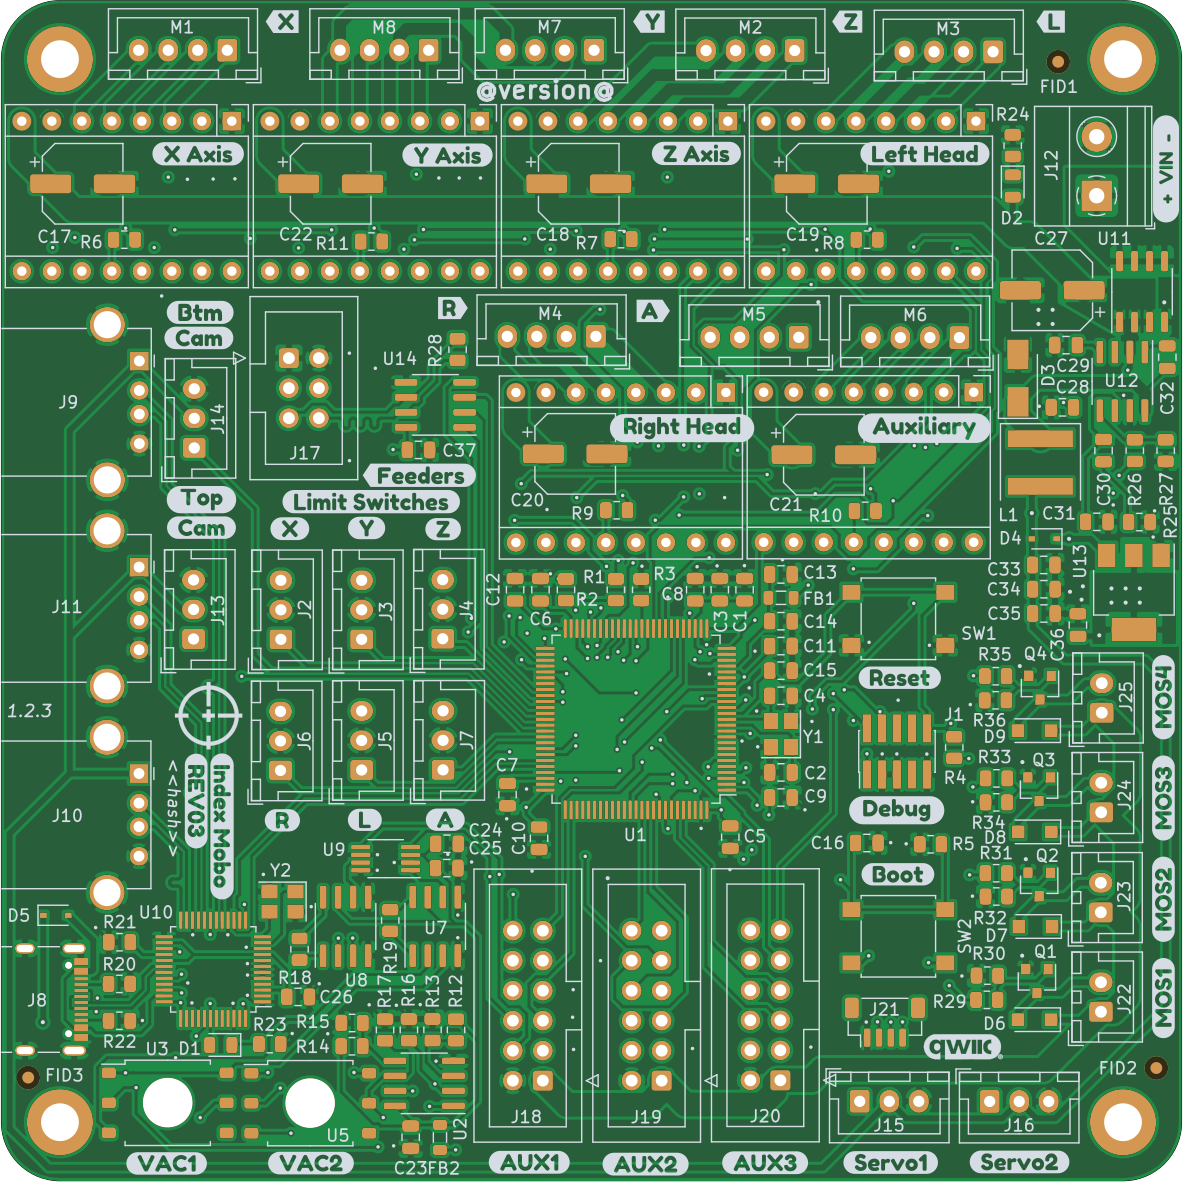 M1
X
M8
M7
Y
M2
Z
M3
L
FID1
@version@
R24
J12
+ VIN -
D2
X Axis
Y Axis
Z Axis
Left Head
+
+
+
+
C17
R6
C22
R11
C18
R7
C19
R8
C27
U11
+
R
M4
A
M5
M6
Btm
Cam
U14
R28
J9
J14
J17
C37
Feeders
Limit Switches
Top
Cam
X
Y
Z
Right Head
Auxiliary
+
+
C20
R9
C21
R10
D3
C29
C28
U12
C32
C30
R26
R27
R25
L1
C31
D4
C33
C34
C35
U13
C36
J11
J13
J2
J3
J4
C12
C6
R1
R2
R3
C8
C3
C1
C13
FB1
C14
C11
C15
C4
Y1
C2
C9
SW1
Reset
J1
R4
Debug
R35
Q4
R36
D9
J25
MOS4
R33
Q3
R34
D8
J24
MOS3
R31
Q2
R32
D7
J23
MOS2
R30
Q1
R29
D6
J22
MOS1
1.2.3
J6
J5
J7
R
L
A
C7
C10
U1
C5
C16
R5
Boot
SW2
J10
<<hash>>
REV03
Index Mobo
U9
C24
C25
Y2
U10
D5
R21
R20
R22
J8
R18
C26
U8
R19
U7
R17
R16
R13
R12
R15
R14
R23
U3
D1
FID3
U5
U2
C23
FB2
J18
J19
J20
J21
qwiic
FID2
J15
J16
VAC1
VAC2
AUX1
AUX2
AUX3
Servo1
Servo2